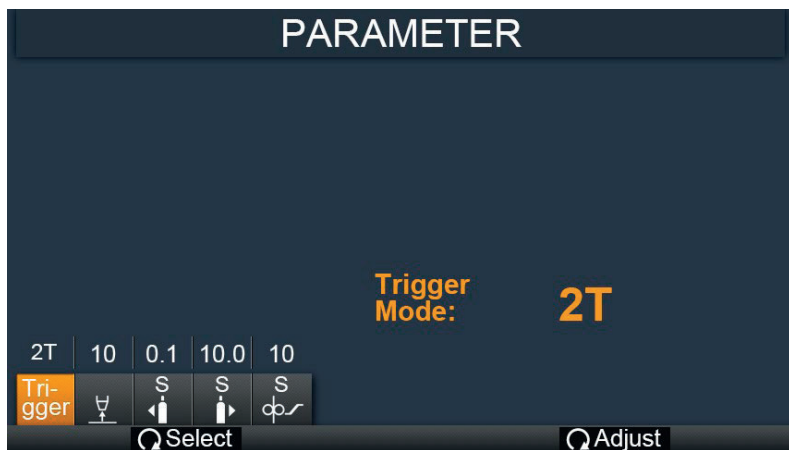 PARAMETER
Trigger
Mode:
2T
2T 10 0.1 10.0 10
Tri-
gger
S S S
Select Adjust